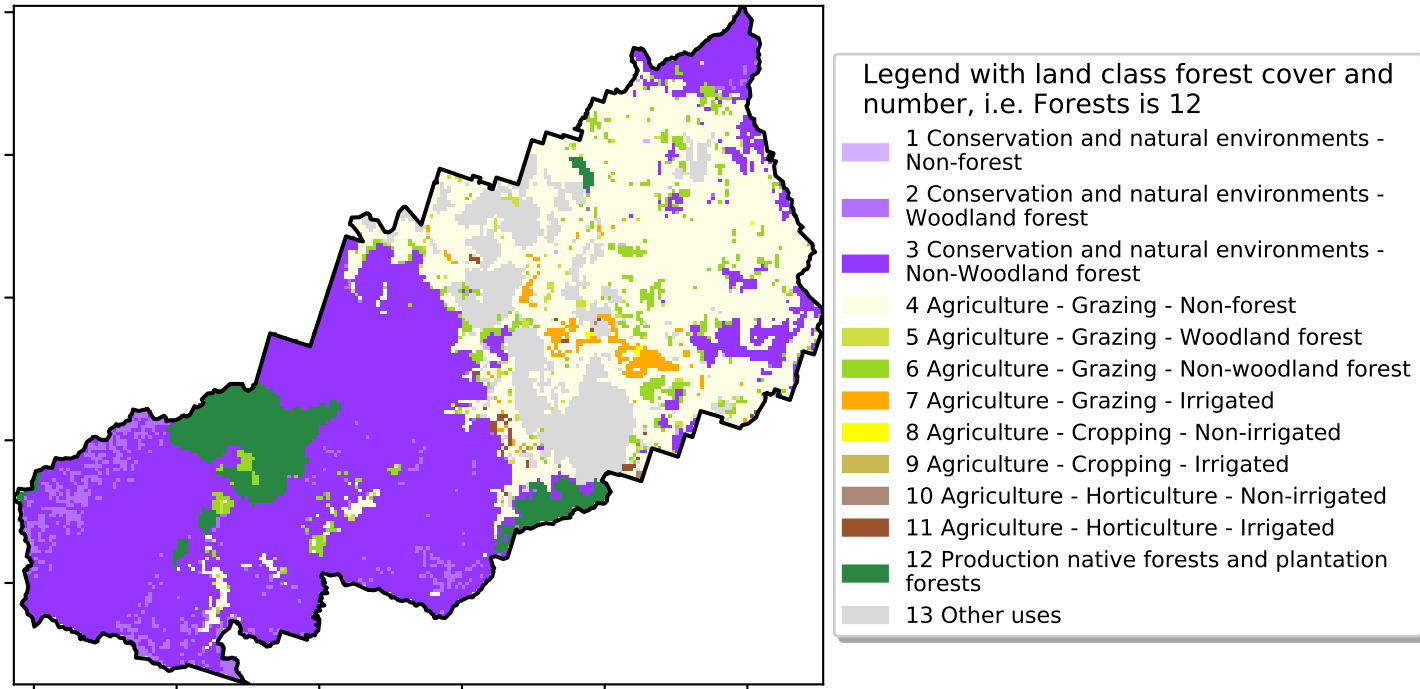 Legend with land class forest cover and
number, i.e. Forests is 12
1 Conservation and natural environments -
Non-forest
2 Conservation and natural environments -
Woodland forest
3 Conservation and natural environments -
Non-Woodland forest
4 Agriculture - Grazing - Non-forest
5 Agriculture - Grazing - Woodland forest
6 Agriculture - Grazing - Non-woodland forest
7 Agriculture - Grazing - Irrigated
8 Agriculture - Cropping - Non-irrigated
9 Agriculture - Cropping - Irrigated
10 Agriculture - Horticulture - Non-irrigated
11 Agriculture - Horticulture - Irrigated
12 Production native forests and plantation
forests
13 Other uses